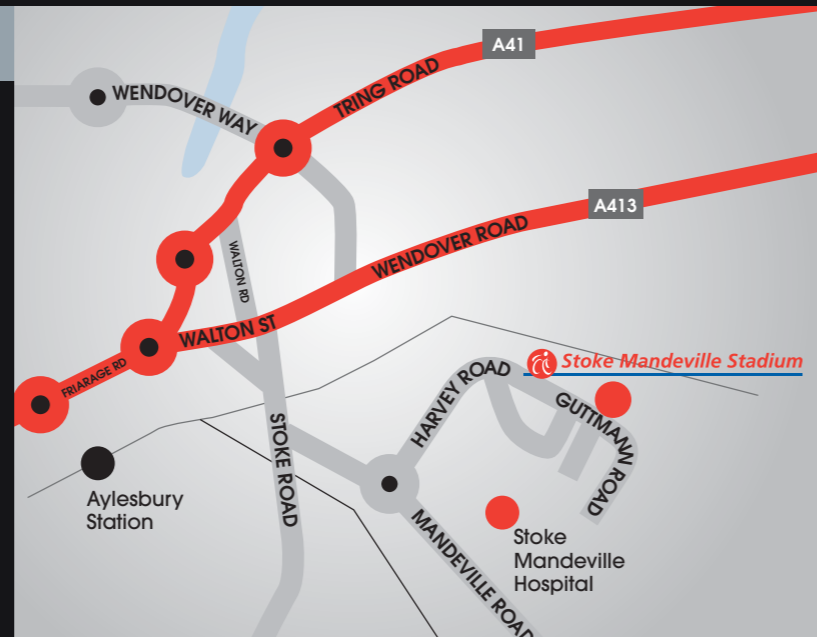 A41
TRING ROAD
WENDOVER WAY
A413
WENDOVER ROAD
WALTON RD
WALTON ST
FRIARAGE RD
Stoke Mandeville Stadium
HARVEY ROAD
GUTTMANN ROAD
STOKE ROAD
Aylesbury
Station
MANDEVILLE ROAD
Stoke
Mandeville
Hospital